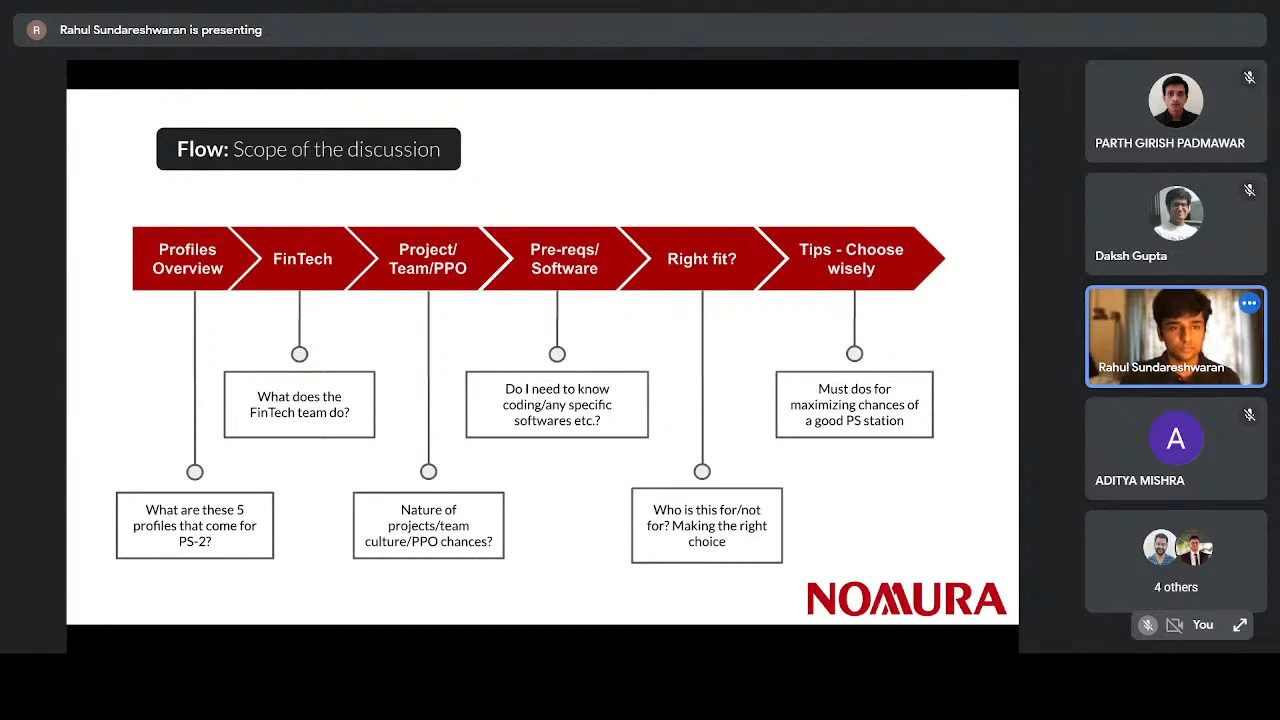 R
Rahul Sundareshwaran is presenting
Flow: Scope of the discussion
Profiles
Overview
FinTech
Project/
Team/PPO
Pre-reqs/
Software
Right fit?
Tips - Choose
wisely
What does the
FinTech team do?
Do I need to know
coding/any specific
softwares etc.?
Must dos for
maximizing chances of
a good PS station
What are these 5
profiles that come for
PS-2?
Nature of
projects/team
culture/PPO chances?
Who is this for/not
for? Making the right
choice
NOMURA
PARTH GIRISH PADMAWAR
Daksh Gupta
Rahul Sundareshwaran
A
ADITYA MISHRA
4 others
You